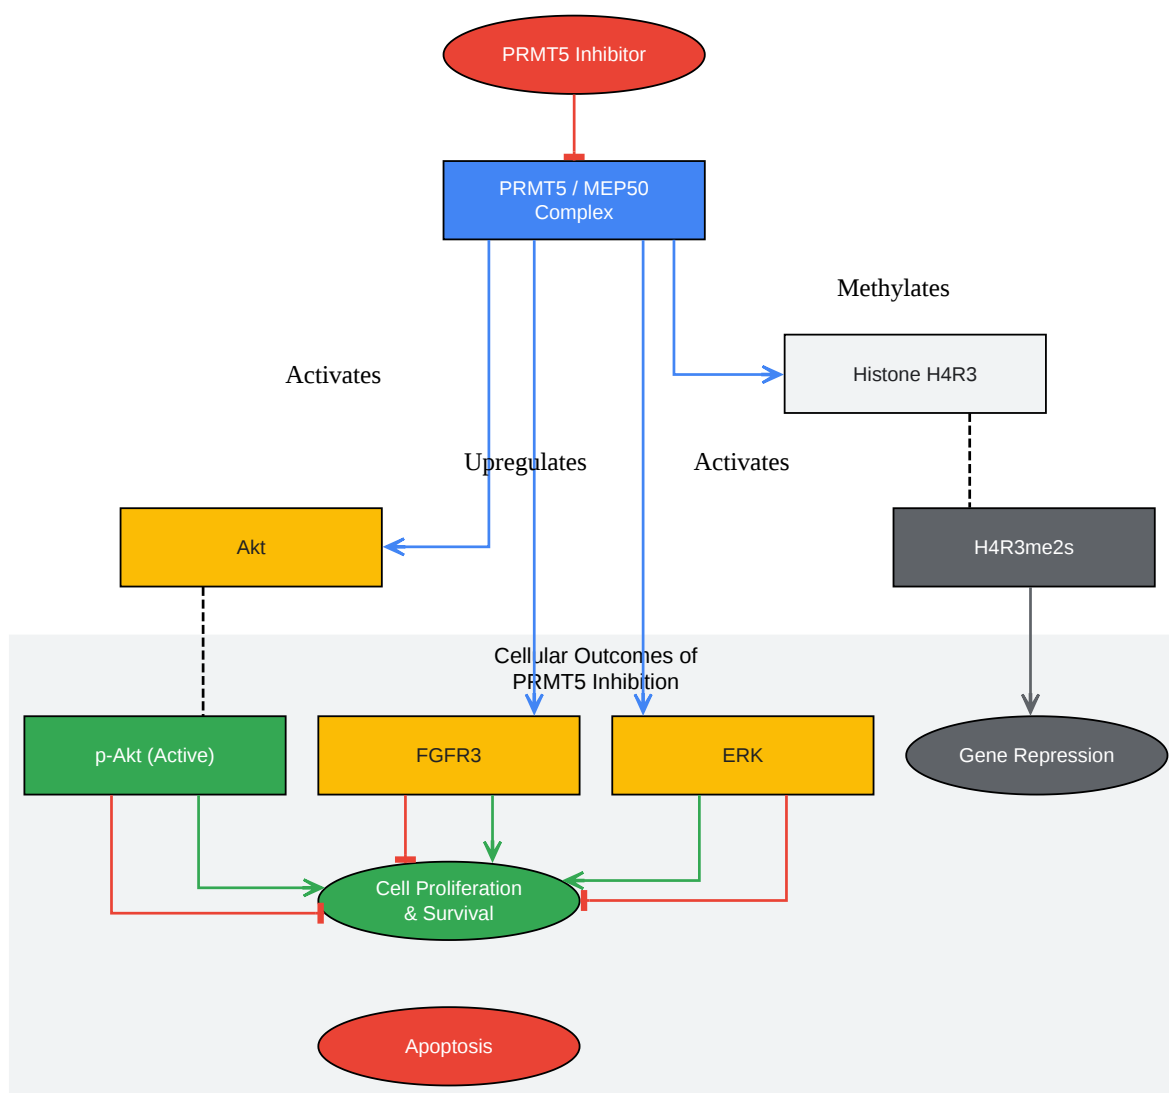 PRMT5 Inhibitor
PRMT5 / MEP50
Complex
Methylates
Activates
Histone H4R3
Upregulates
Activates
Akt
H4R3me2s
Cellular Outcomes of
PRMT5 Inhibition
p-Akt (Active)
FGFR3
ERK
Gene Repression
Cell Proliferation
& Survival
Apoptosis